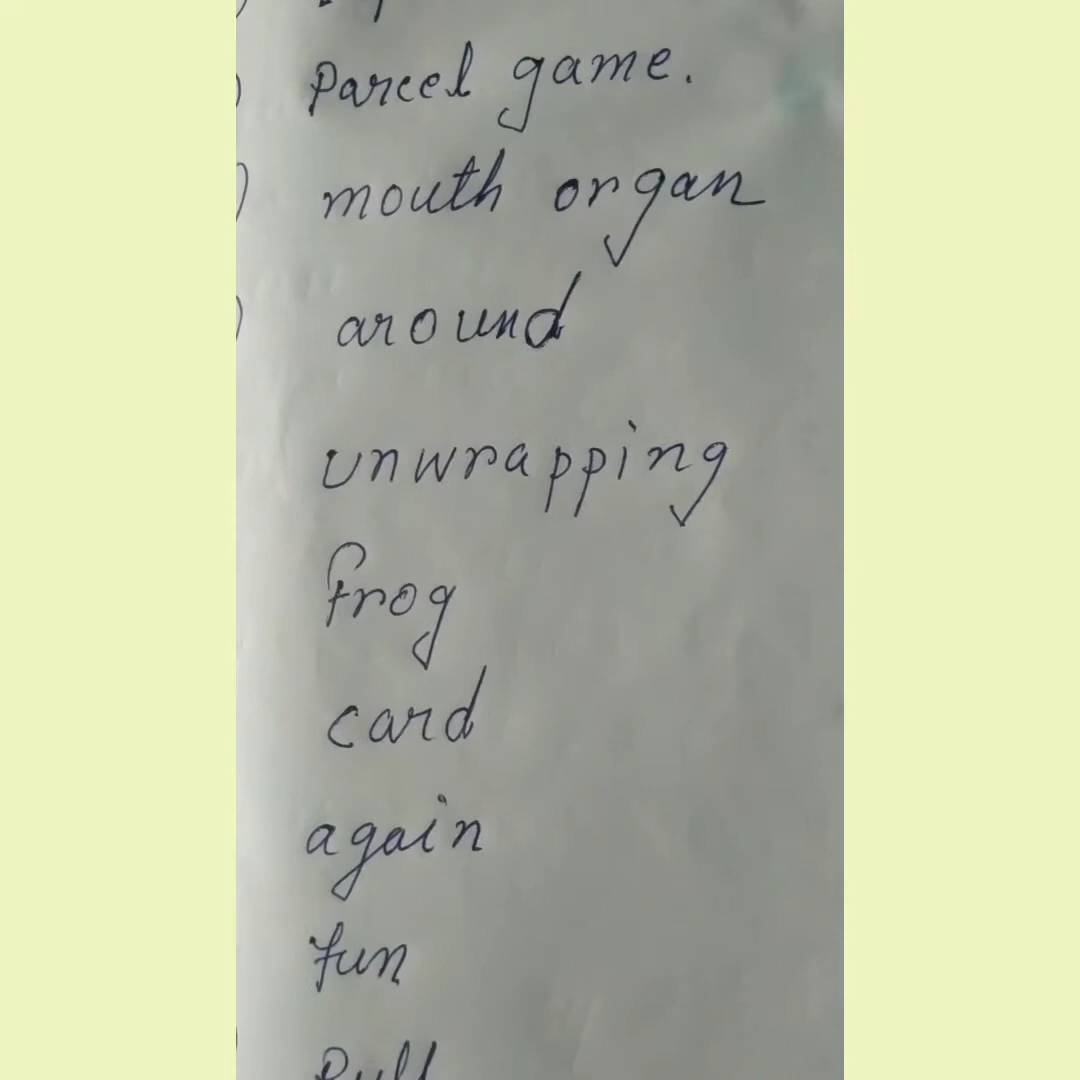 Parcel game.
mouth organ
around
unwrapping
frog
card
again
fun